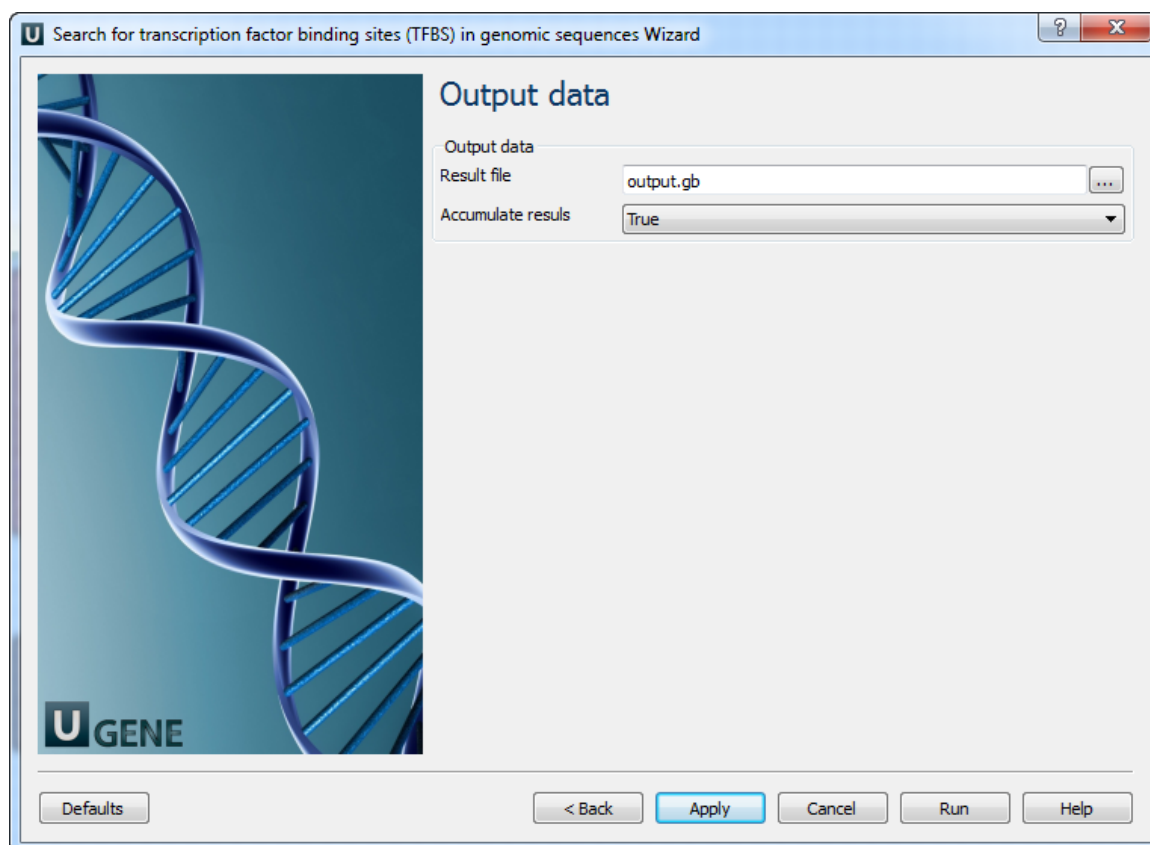 U Search for transcription factor binding sites (TFBS) in genomic sequences Wizard ? X
Output data
Output data
Result file output.gb ...
Accumulate resuls True
U GENE
Defaults < Back Apply Cancel Run Help